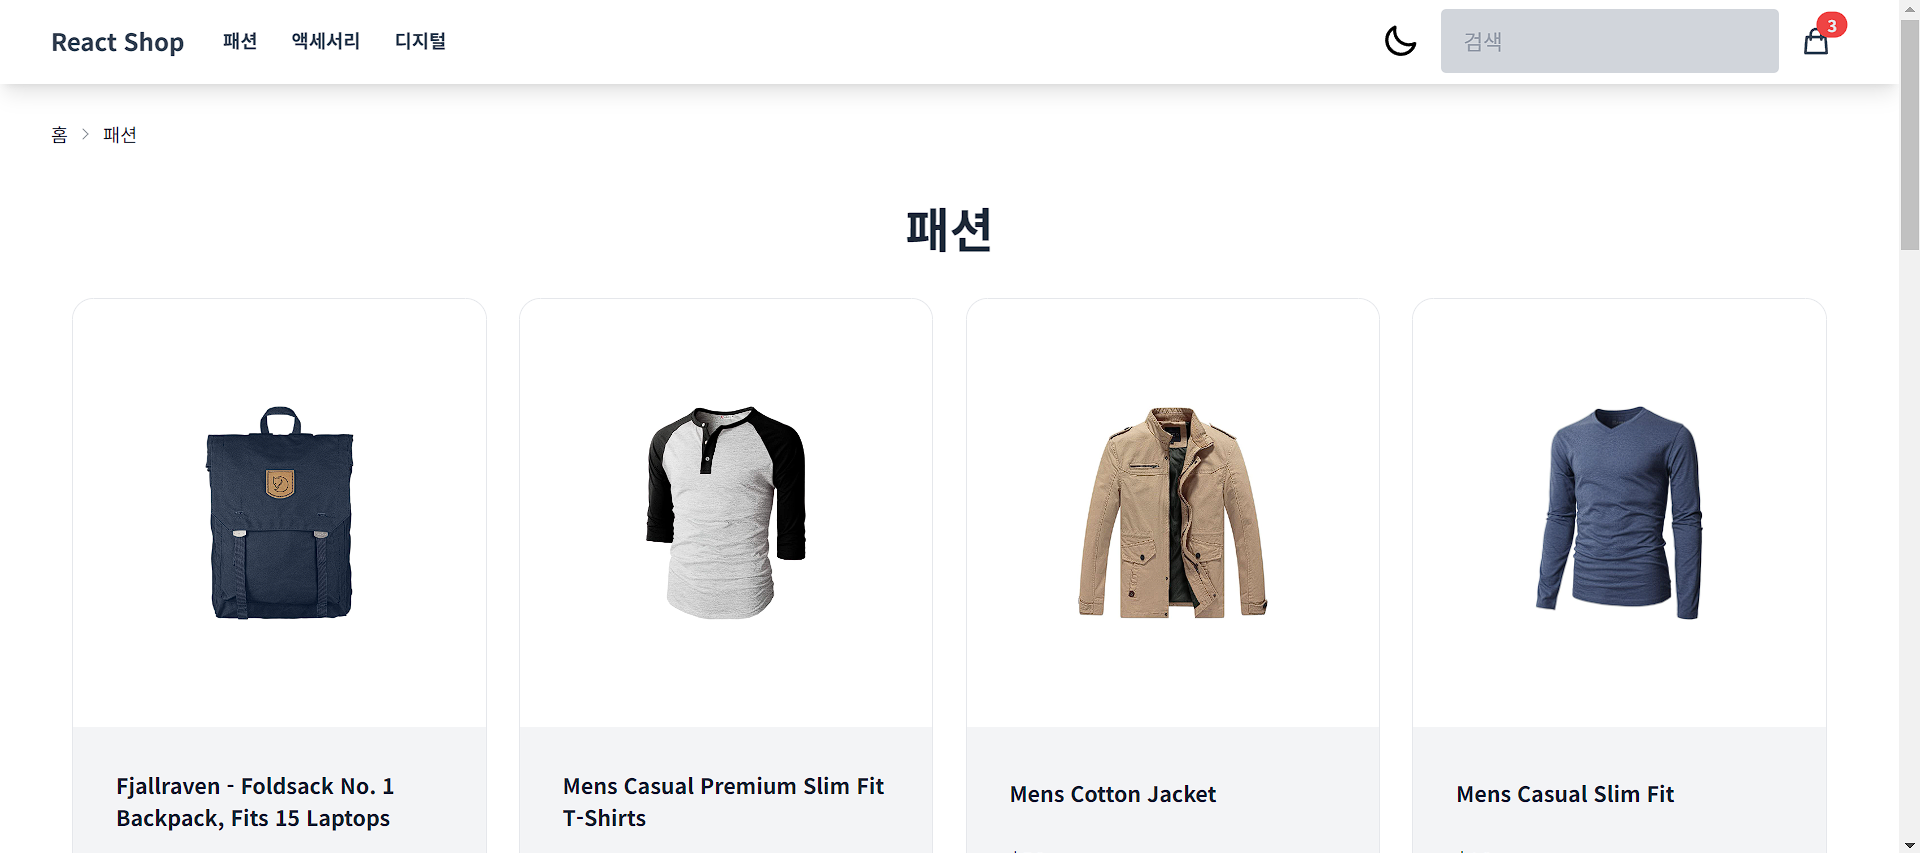 React Shop 패션 액세서리 디지털 검색 3
홈 > 패션
패션
Fjallraven - Foldsack No. 1
Backpack, Fits 15 Laptops
Mens Casual Premium Slim Fit
T-Shirts
Mens Cotton Jacket
Mens Casual Slim Fit